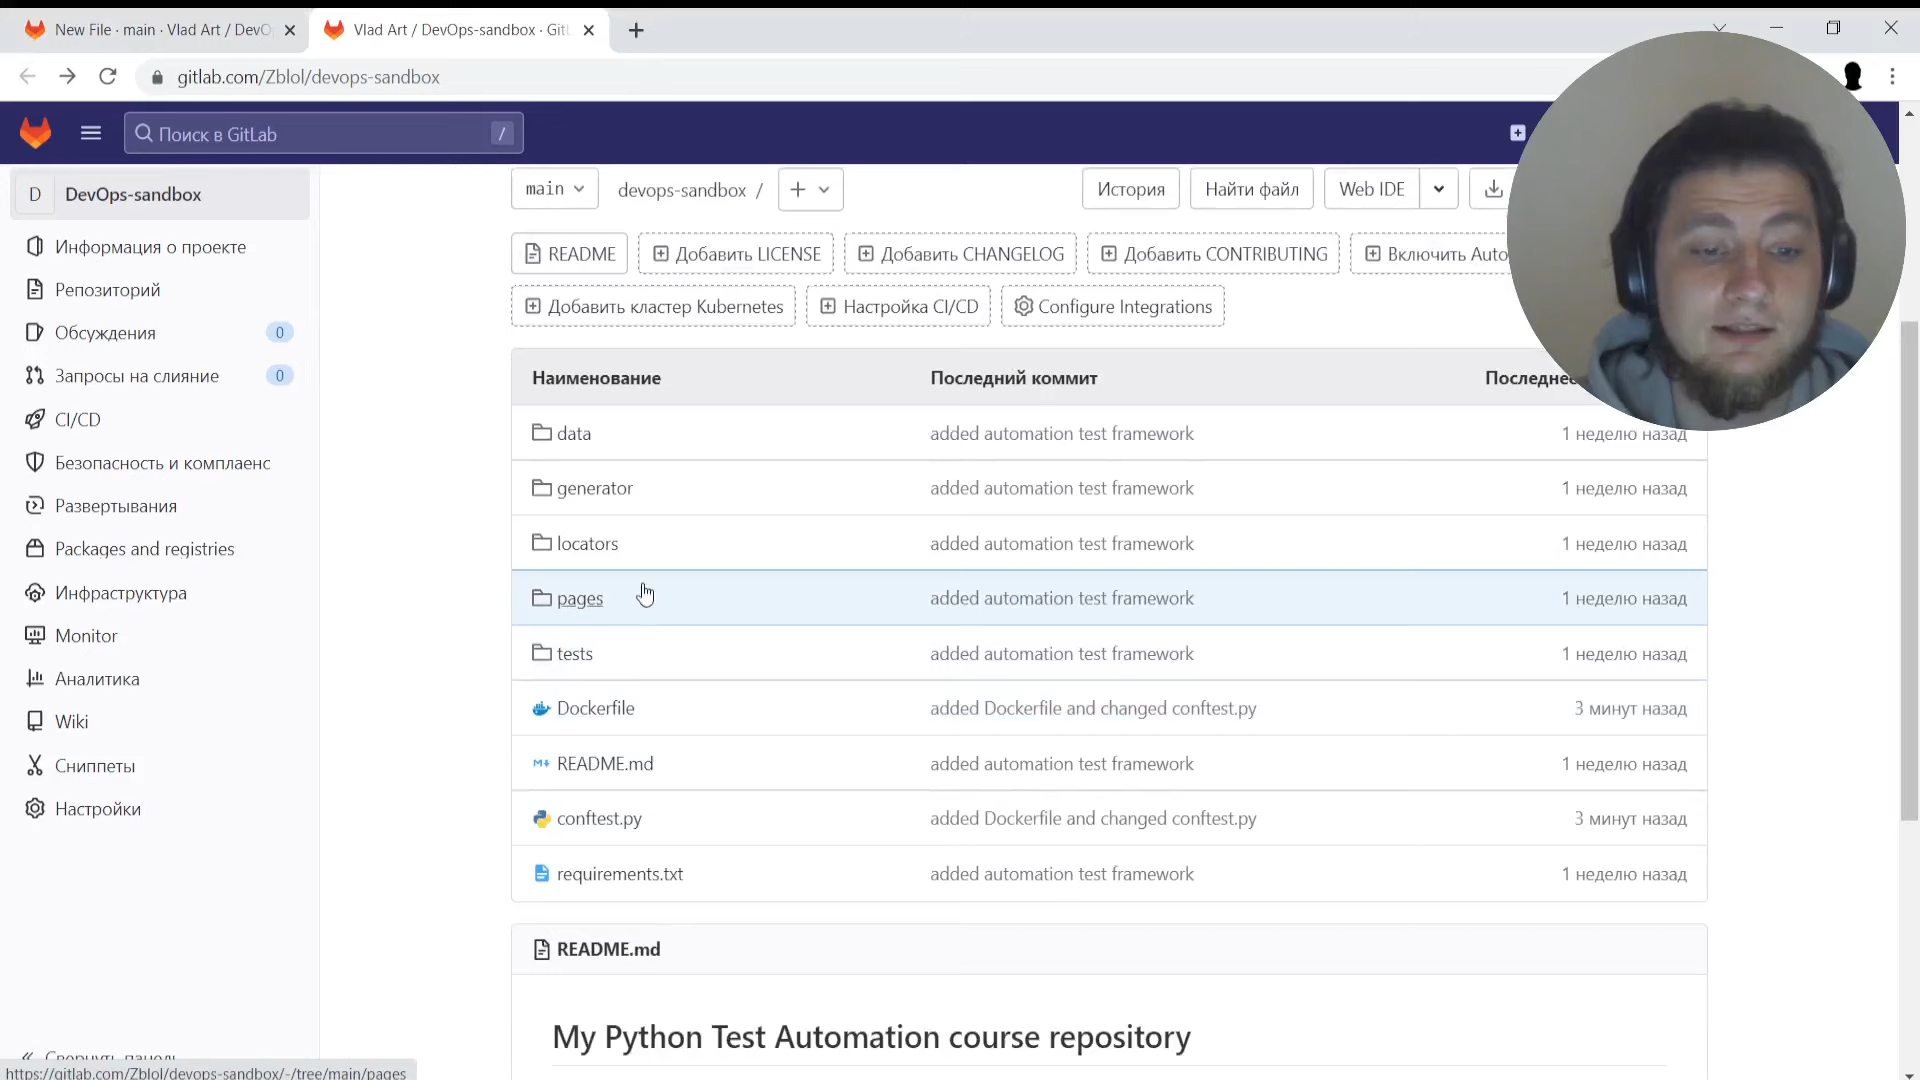 New File · main · Vlad Art / DevO
Vlad Art / DevOps-sandbox · Git
gitlab.com/Zblol/devops-sandbox
Поиск в GitLab
/
D DevOps-sandbox
main
devops-sandbox /
История
Найти файл
Web IDE
Информация о проекте
Репозиторий
Обсуждения 0
Запросы на слияние 0
CI/CD
Безопасность и комплаенс
Развертывания
Packages and registries
Инфраструктура
Monitor
Аналитика
Wiki
Сниппеты
Настройки
README
Добавить LICENSE
Добавить CHANGELOG
Добавить CONTRIBUTING
Включить Auto
Добавить кластер Kubernetes
Настройка CI/CD
Configure Integrations
Наименование Последний коммит Последнее
data added automation test framework 1 неделю назад
generator added automation test framework 1 неделю назад
locators added automation test framework 1 неделю назад
pages added automation test framework 1 неделю назад
tests added automation test framework 1 неделю назад
Dockerfile added Dockerfile and changed conftest.py 3 минут назад
README.md added automation test framework 1 неделю назад
conftest.py added Dockerfile and changed conftest.py 3 минут назад
requirements.txt added automation test framework 1 неделю назад
README.md
My Python Test Automation course repository
Свернуть панель
https://gitlab.com/Zblol/devops-sandbox/-/tree/main/pages